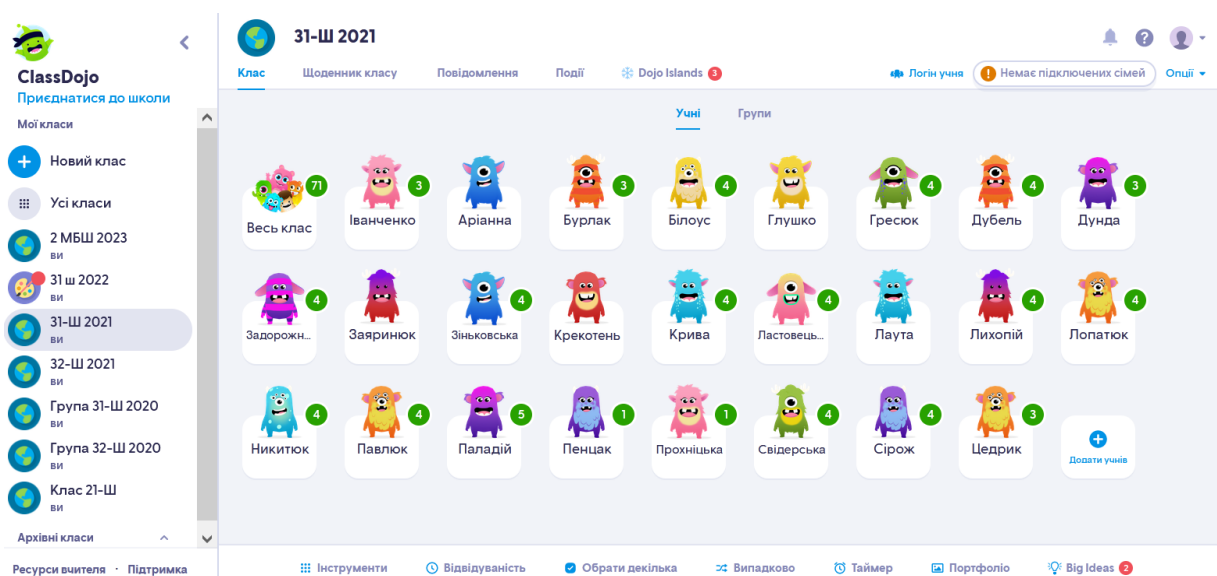 ClassDojo
Приєднатися до школи
Мої класи
Новий клас
Усі класи
2 МБШ 2023
ви
31 ш 2022
ви
31-Ш 2021
ви
32-Ш 2021
ви
Група 31-Ш 2020
ви
Група 32-Ш 2020
ви
Клас 21-Ш
ви
Архівні класи
Ресурси вчителя · Підтримка
31-Ш 2021
Клас Щоденник класу Повідомлення Події Dojo Islands 3 Логін учня Немає підключених сімей Опції
Учні Групи
71 3 4 3 4 4 4 4 3
Весь клас Іванченко Аріанна Бурлак Білоус Глушко Гресюк Дубель Дунда
4 4 4 4 4 4 4
Задорожн... Заяринюк Зіньковська Крекотень Крива Ластовець... Лаута Лихопій Лопатюк
4 4 5 1 1 4 4 3
Никитюк Павлюк Паладій Пенцак Прохніцька Свідерська Сірож Цедрик Додати учнів
Інструменти Відвідуваність Обрати декілька Випадково Таймер Портфоліо Big Ideas 2